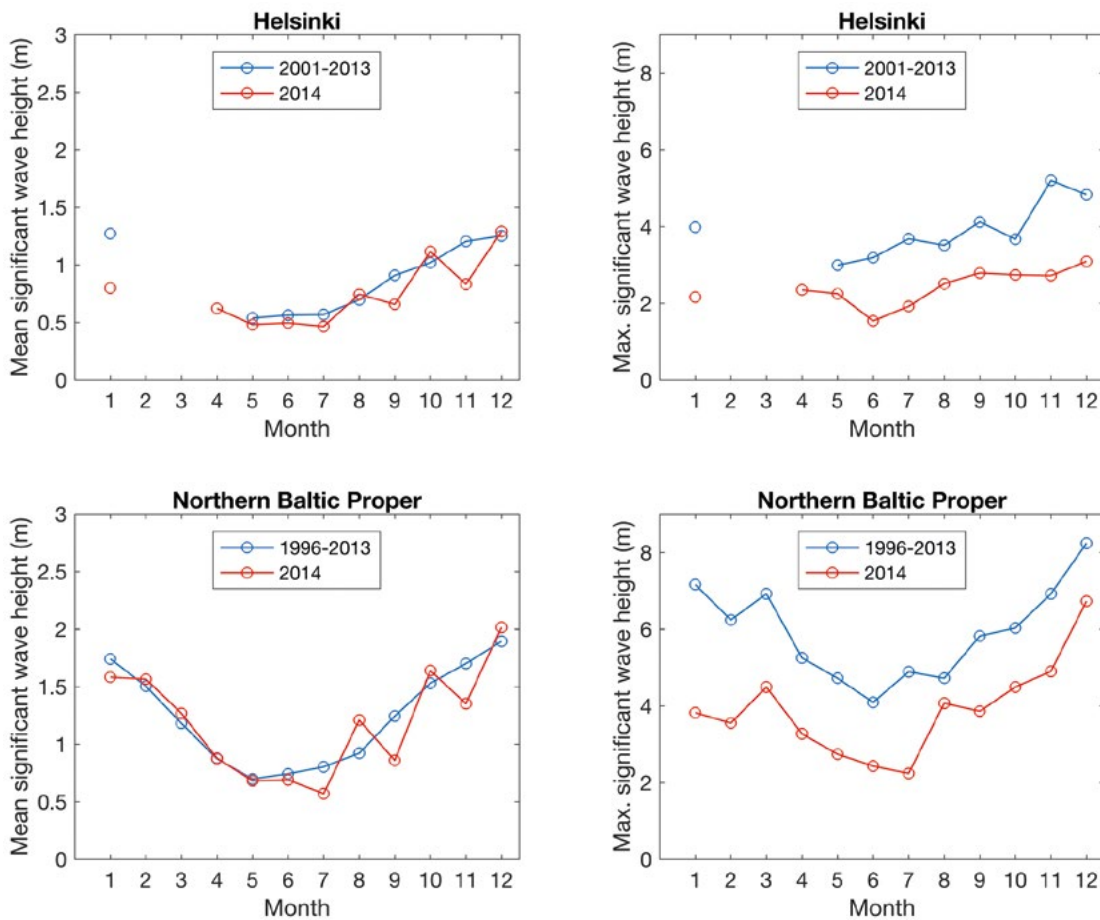 Helsinki
3
2.5
2
1.5
1
0.5
0
Mean significant wave height (m)
2001-2013
2014
1 2 3 4 5 6 7 8 9 10 11 12
Month
Helsinki
8
6
4
2
0
Max. significant wave height (m)
2001-2013
2014
1 2 3 4 5 6 7 8 9 10 11 12
Month
Northern Baltic Proper
3
2.5
2
1.5
1
0.5
0
Mean significant wave height (m)
1996-2013
2014
1 2 3 4 5 6 7 8 9 10 11 12
Month
Northern Baltic Proper
8
6
4
2
0
Max. significant wave height (m)
1996-2013
2014
1 2 3 4 5 6 7 8 9 10 11 12
Month